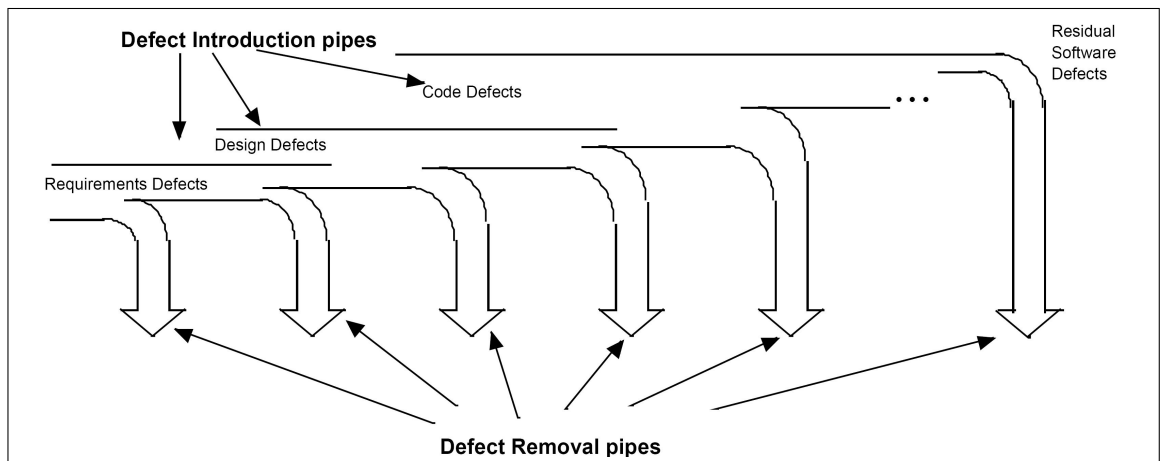 Defect Introduction pipes
Residual
Software
Defects
Code Defects
...
Design Defects
Requirements Defects
Defect Removal pipes